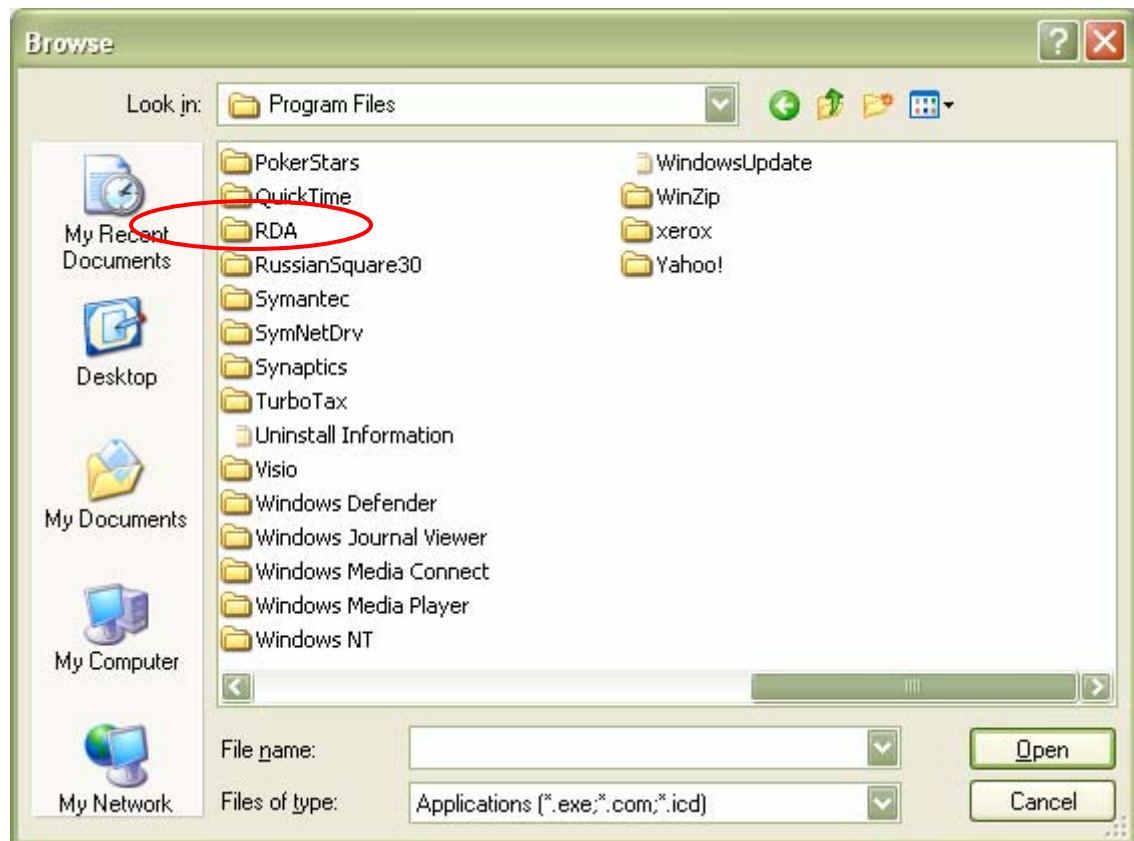 Browse
Look in: Program Files
My Recent
Documents
Desktop
My Documents
My Computer
My Network
PokerStars
QuickTime
RDA
RussianSquare30
Symantec
SymNetDrv
Synaptics
TurboTax
Uninstall Information
Visio
Windows Defender
Windows Journal Viewer
Windows Media Connect
Windows Media Player
Windows NT
WindowsUpdate
WinZip
xerox
Yahoo!
File name:
Open
Files of type: Applications (*.exe;*.com;*.icd)
Cancel